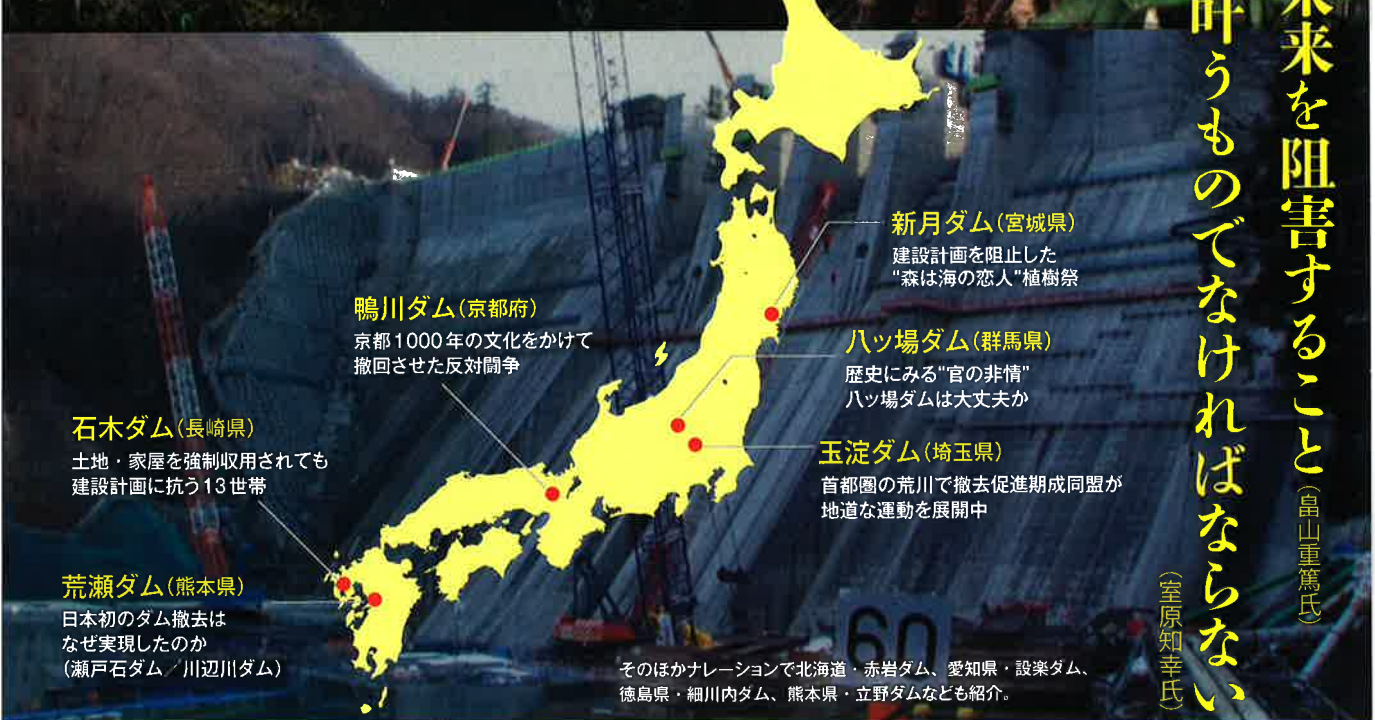 未来を阻害すること(畠山重篤氏)
叶うものでなければならない
(室原知幸氏)
新月ダム(宮城県)
建設計画を阻止した
"森は海の恋人"植樹祭
鴨川ダム(京都府)
京都1000年の文化をかけて
撤回させた反対闘争
八ッ場ダム(群馬県)
歴史にみる"官の非情"
八ッ場ダムは大丈夫か
石木ダム(長崎県)
土地・家屋を強制収用されても
建設計画に抗う13世帯
玉淀ダム(埼玉県)
首都圏の荒川で撤去促進期成同盟が
地道な運動を展開中
荒瀬ダム(熊本県)
日本初のダム撤去は
なぜ実現したのか
(瀬戸石ダム/川辺川ダム)
60
そのほかナレーションで北海道・赤岩ダム、愛知県・設楽ダム、
徳島県・細川内ダム、熊本県・立野ダムなども紹介。